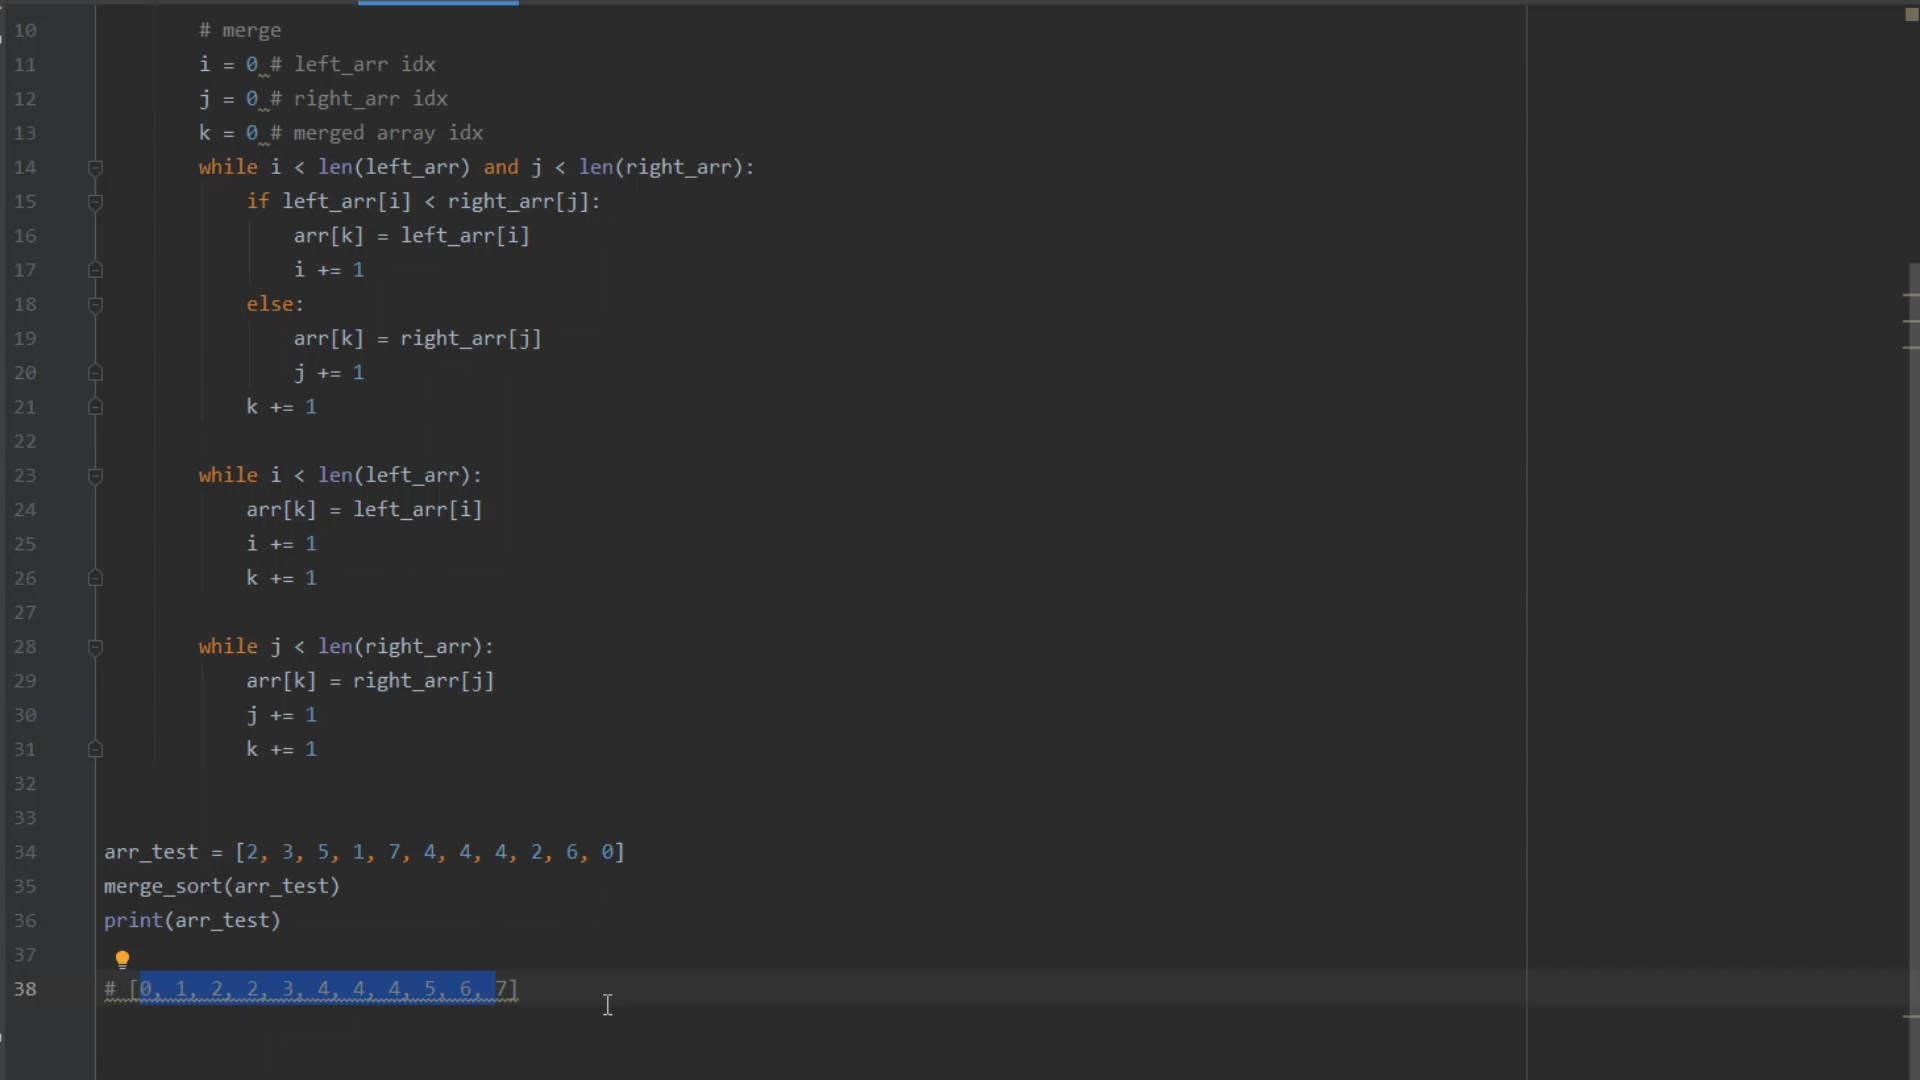 10 # merge
11 i = 0 # left_arr idx
12 j = 0 # right_arr idx
13 k = 0 # merged array idx
14 while i < len(left_arr) and j < len(right_arr):
15 if left_arr[i] < right_arr[j]:
16 arr[k] = left_arr[i]
17 i += 1
18 else:
19 arr[k] = right_arr[j]
20 j += 1
21 k += 1
22
23 while i < len(left_arr):
24 arr[k] = left_arr[i]
25 i += 1
26 k += 1
27
28 while j < len(right_arr):
29 arr[k] = right_arr[j]
30 j += 1
31 k += 1
32
33
34 arr_test = [2, 3, 5, 1, 7, 4, 4, 4, 2, 6, 0]
35 merge_sort(arr_test)
36 print(arr_test)
37
38 # [0, 1, 2, 2, 3, 4, 4, 4, 5, 6, 7]